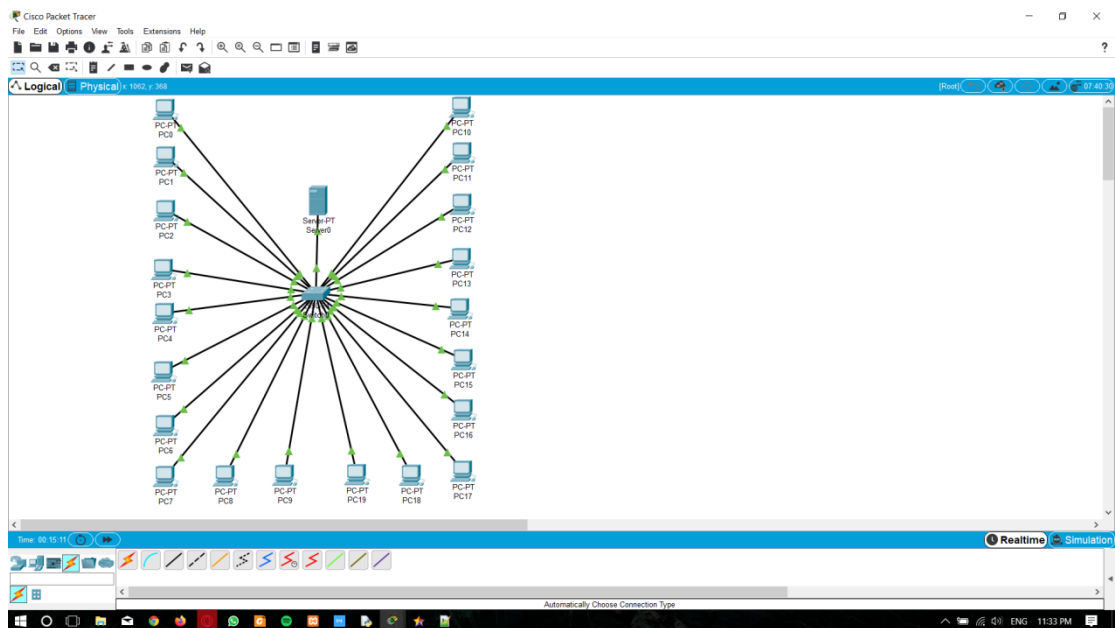 Cisco Packet Tracer
File Edit Options View Tools Extensions Help
?
Logical Physical x: 1062, y: 368 [Root] 07:40:30
PC-PT
PC0
PC-PT
PC10
PC-PT
PC1
PC-PT
PC11
Server-PT
Server0
PC-PT
PC2
PC-PT
PC12
PC-PT
PC3
PC-PT
PC13
PC-PT
PC4
PC-PT
PC14
PC-PT
PC5
PC-PT
PC15
PC-PT
PC6
PC-PT
PC16
PC-PT
PC7
PC-PT
PC8
PC-PT
PC9
PC-PT
PC19
PC-PT
PC18
PC-PT
PC17
Time: 00:15:11 Realtime Simulation
Automatically Choose Connection Type
ENG 11:33 PM